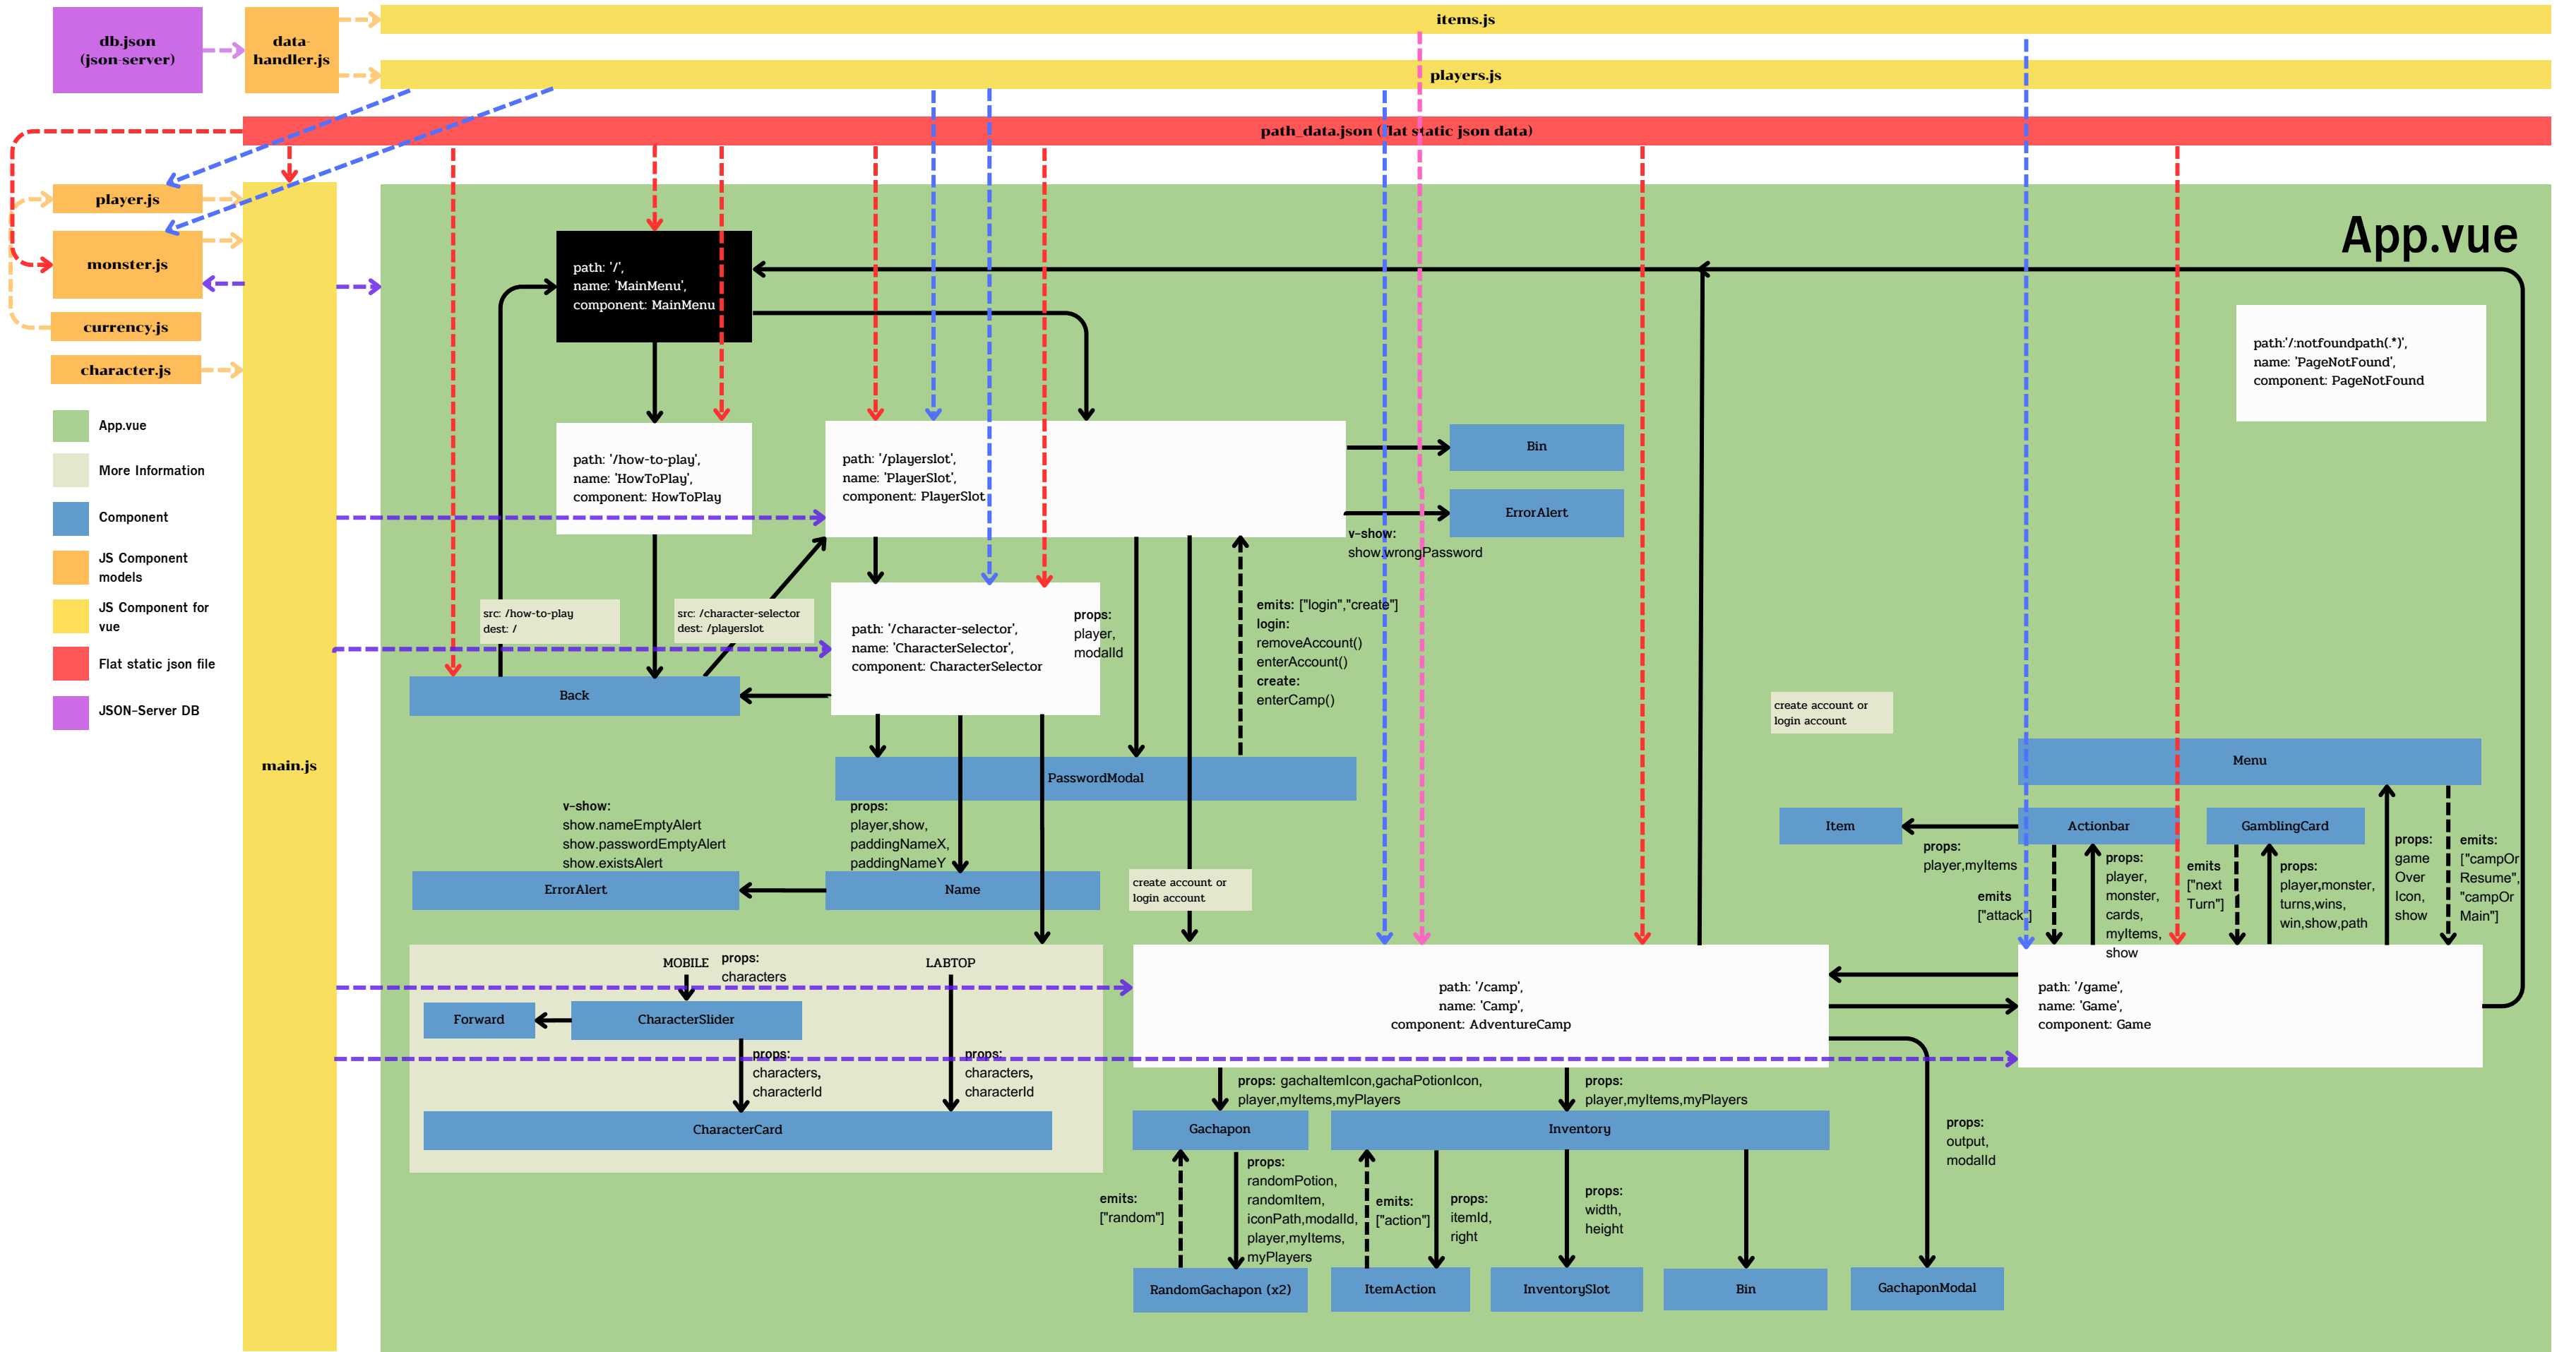 db.json
(json-server)
data-
handler.js
items.js
players.js
path_data.json (flat static json data)
player.js
monster.js
currency.js
character.js
App.vue
More Information
Component
JS Component
models
JS Component for
vue
Flat static json file
JSON-Server DB
main.js
App.vue
path: '/',
name: 'MainMenu',
component: MainMenu
path:'/:notfoundpath(.*)',
name: 'PageNotFound',
component: PageNotFound
path: '/how-to-play',
name: 'HowToPlay',
component: HowToPlay
path: '/playerslot',
name: 'PlayerSlot',
component: PlayerSlot
Bin
ErrorAlert
v-show:
show.wrongPassword
src: /how-to-play
dest: /
src: /character-selector
dest: /playerslot
path: '/character-selector',
name: 'CharacterSelector',
component: CharacterSelector
props:
player,
modalId
emits: ["login","create"]
login:
removeAccount()
enterAccount()
create:
enterCamp()
Back
PasswordModal
create account or
login account
v-show:
show.nameEmptyAlert
show.passwordEmptyAlert
show.existsAlert
props:
player,show,
paddingNameX,
paddingNameY
ErrorAlert
Name
create account or
login account
Menu
Item
Actionbar
GamblingCard
props:
player,myItems
emits
["attack"]
props:
player,
monster,
cards,
myItems,
show
emits
["next
Turn"]
props:
player,monster,
turns,wins,
win,show,path
props:
game
Over
Icon,
show
emits:
["campOr
Resume",
"campOr
Main"]
MOBILE
props:
characters
LABTOP
Forward
CharacterSlider
props:
characters,
characterId
props:
characters,
characterId
CharacterCard
path: '/camp',
name: 'Camp',
component: AdventureCamp
path: '/game',
name: 'Game',
component: Game
props: gachaItemIcon,gachaPotionIcon,
player,myItems,myPlayers
props:
player,myItems,myPlayers
Gachapon
Inventory
props:
output,
modalId
emits:
["random"]
props:
randomPotion,
randomItem,
iconPath,modalId,
player,myItems,
myPlayers
emits:
["action"]
props:
itemId,
right
props:
width,
height
RandomGachapon (x2)
ItemAction
InventorySlot
Bin
GachaponModal